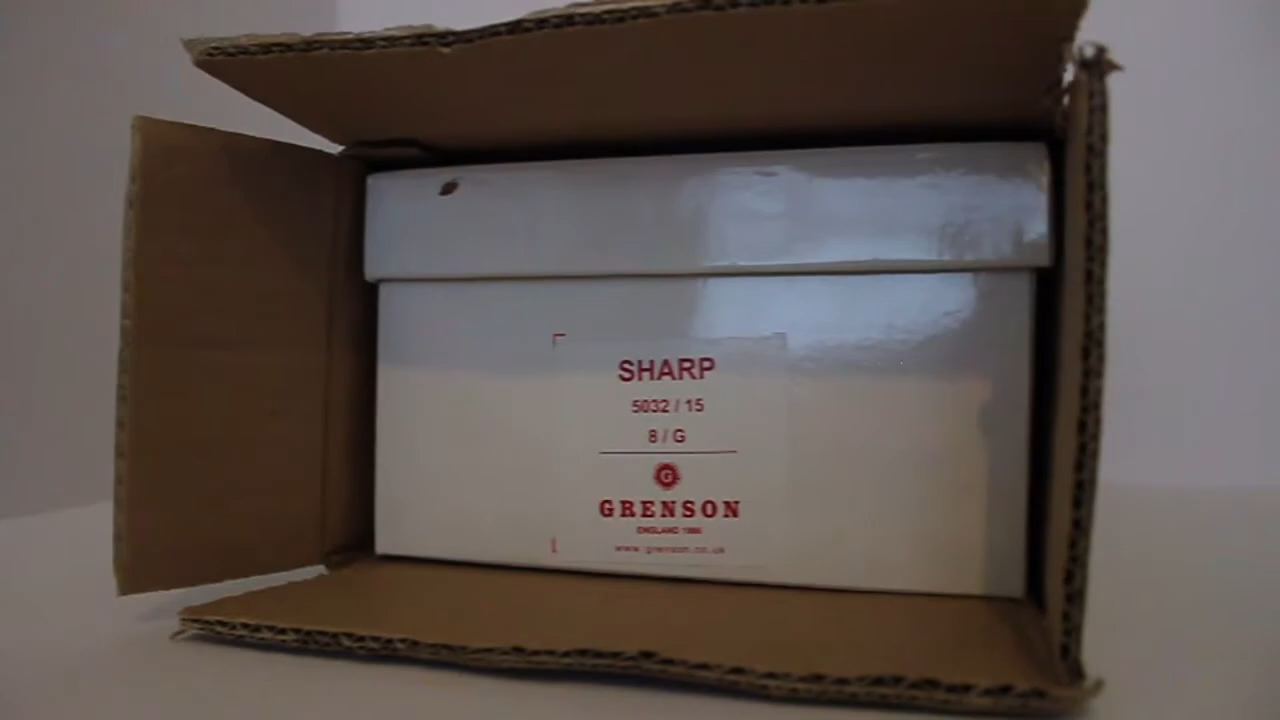 SHARP
5032 / 15
8 / G
G
GRENSON
ENGLAND 1866
www.grenson.co.uk